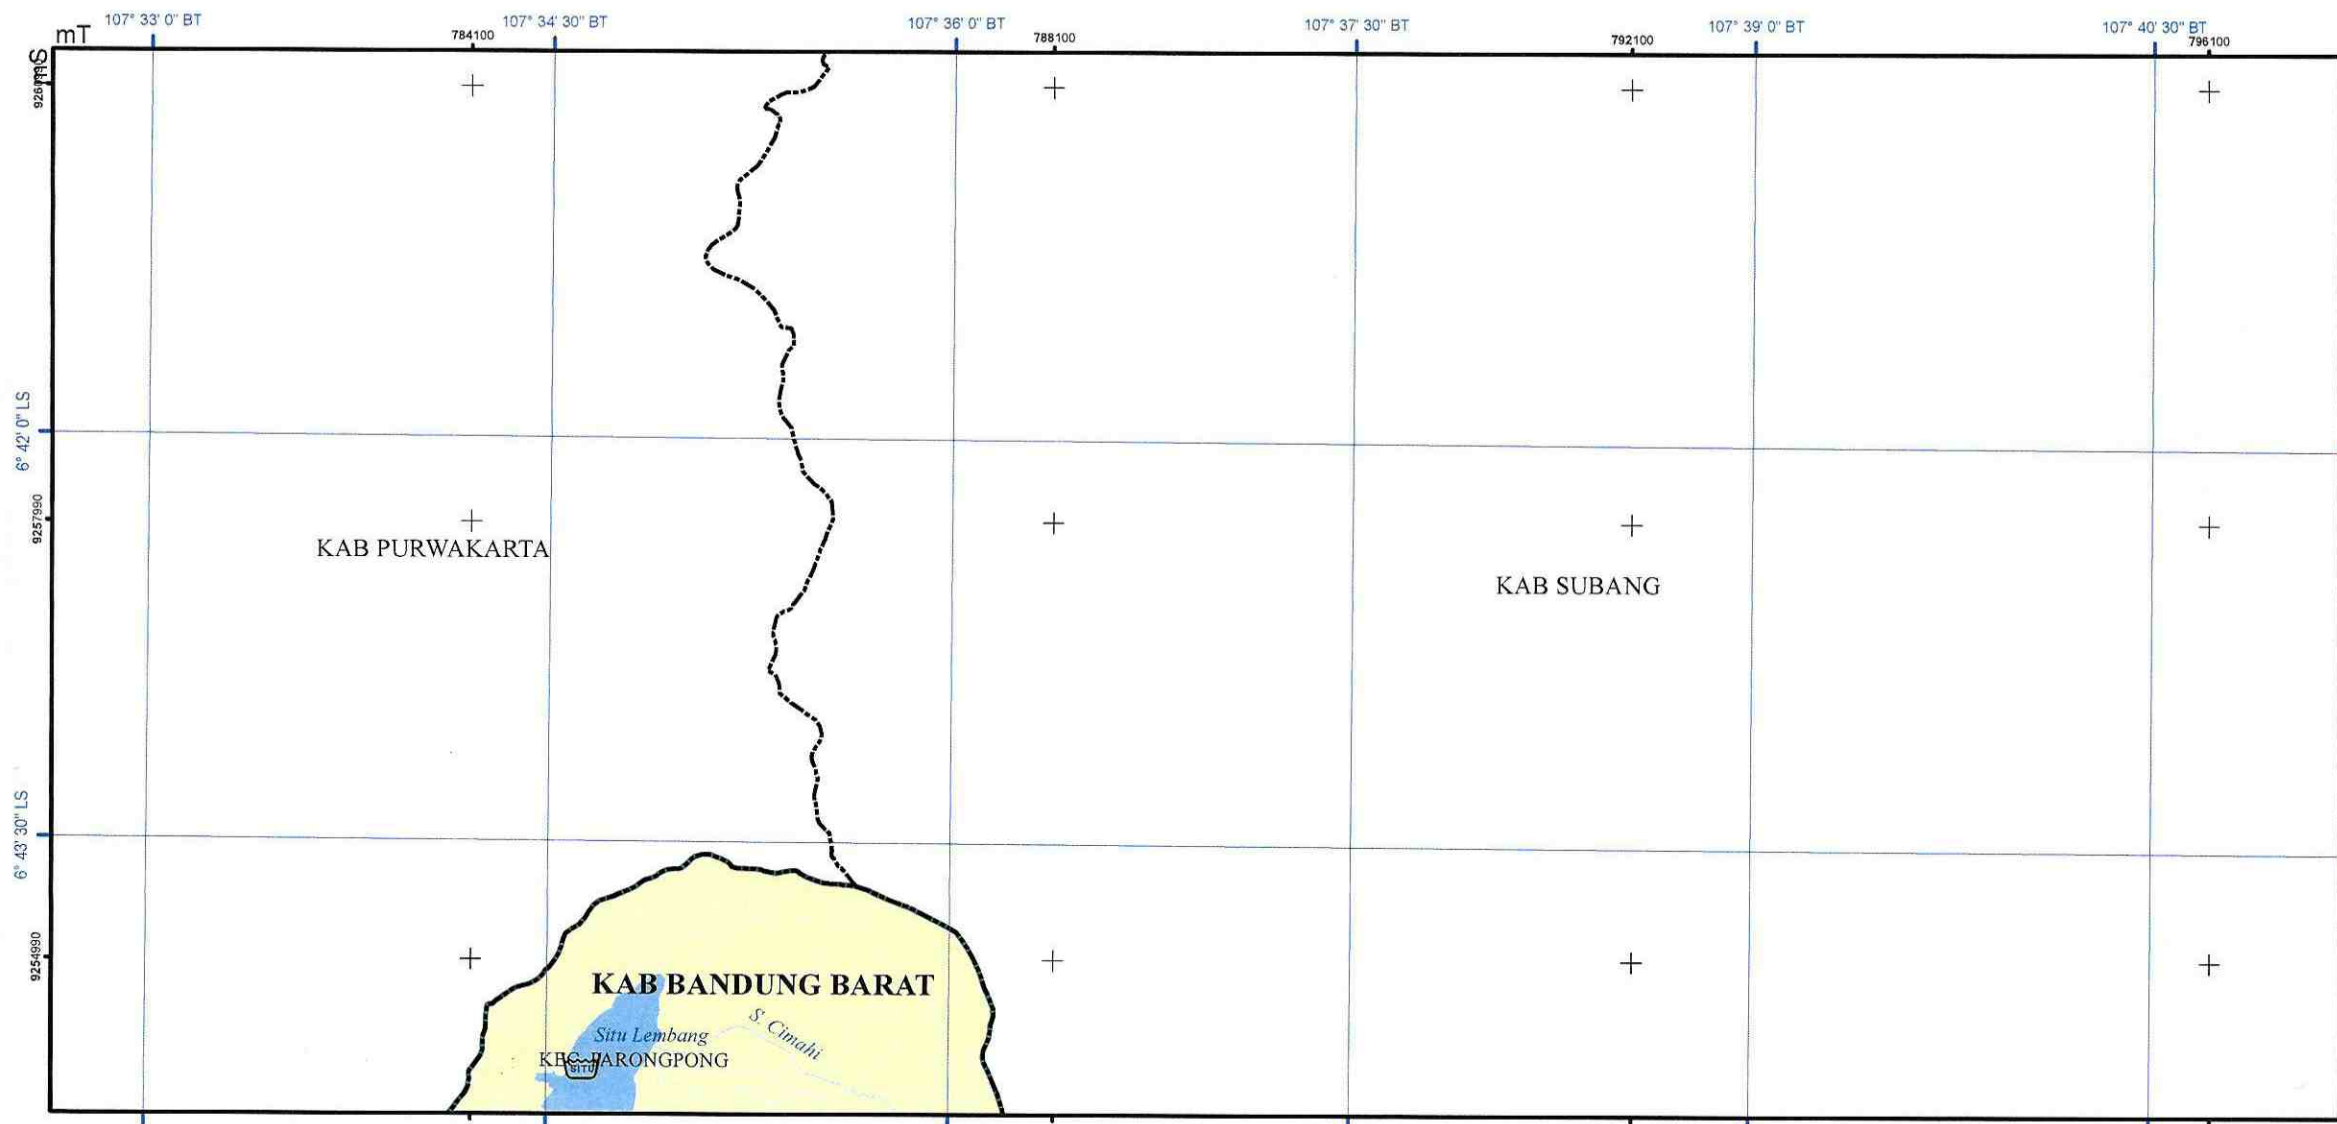 107° 33' 0" BT
107° 34' 30" BT
107° 36' 0" BT
107° 37' 30" BT
107° 39' 0" BT
107° 40' 30" BT
mT
784100
788100
792100
796100
6° 42' 0" LS
9257990
KAB PURWAKARTA
KAB SUBANG
6° 43' 30" LS
9254990
KAB BANDUNG BARAT
S. Cimahi
Situ Lembang
KEC. PARONGPONG
SITU